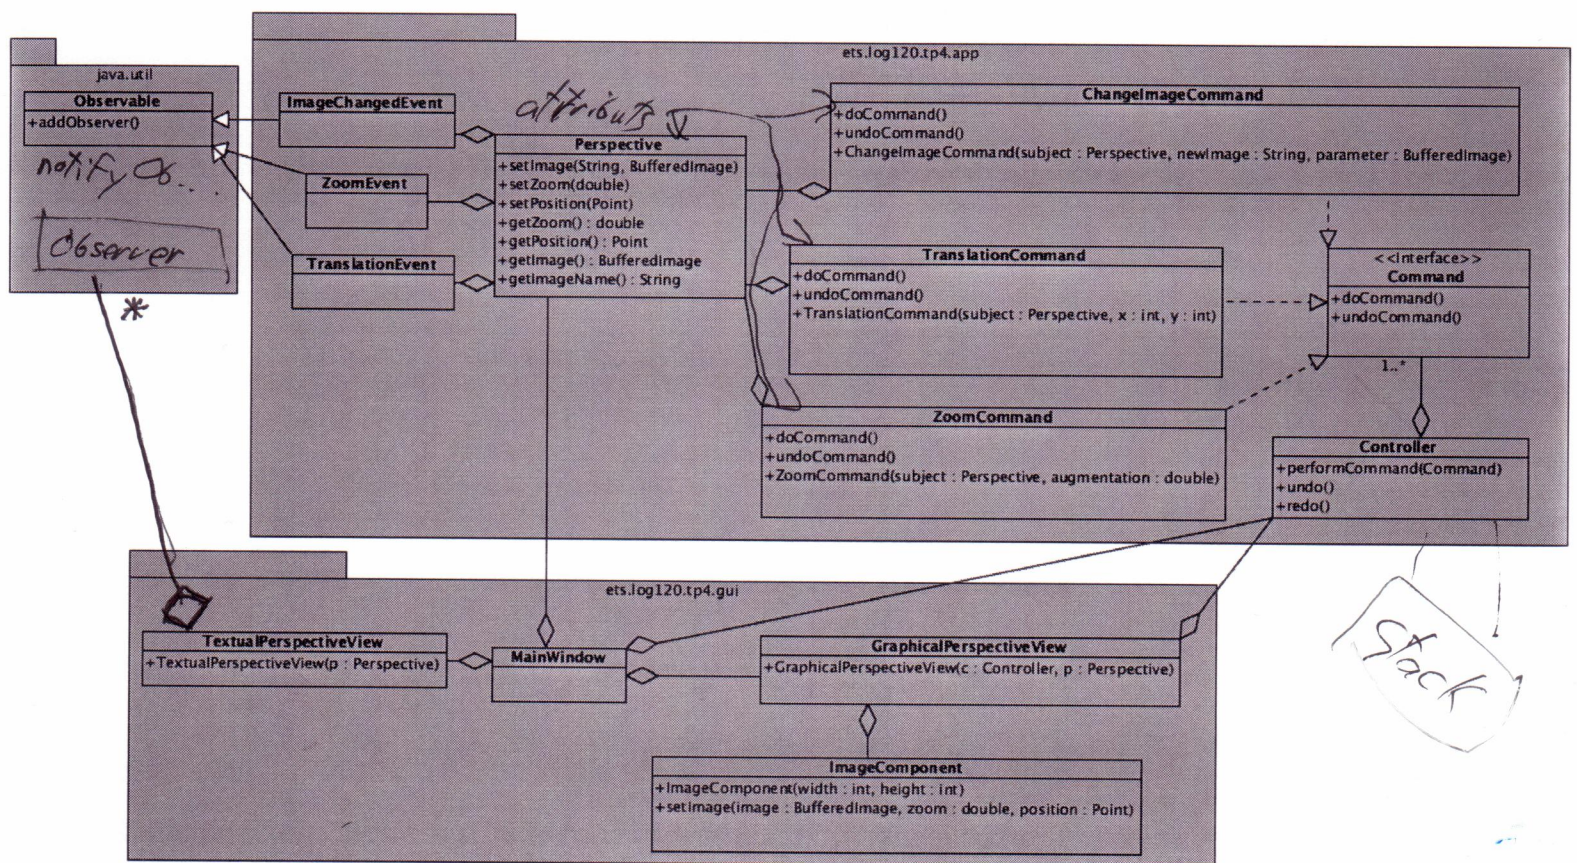 ets.log120.tp4.app
java.util
Observable
+addObserver()
notify Ob...
Observer
*
ImageChangedEvent
ZoomEvent
TranslationEvent
attributs
Perspective
+setImage(String, BufferedImage)
+setZoom(double)
+setPosition(Point)
+getZoom() : double
+getPosition() : Point
+getImage() : BufferedImage
+getImageName() : String
ChangeImageCommand
+doCommand()
+undoCommand()
+ChangeImageCommand(subject : Perspective, newImage : String, parameter : BufferedImage)
TranslationCommand
+doCommand()
+undoCommand()
+TranslationCommand(subject : Perspective, x : int, y : int)
<<Interface>>
Command
+doCommand()
+undoCommand()
1..*
ZoomCommand
+doCommand()
+undoCommand()
+ZoomCommand(subject : Perspective, augmentation : double)
Controller
+performCommand(Command)
+undo()
+redo()
Stack
ets.log120.tp4.gui
TextualPerspectiveView
+TextualPerspectiveView(p : Perspective)
MainWindow
GraphicalPerspectiveView
+GraphicalPerspectiveView(c : Controller, p : Perspective)
ImageComponent
+ImageComponent(width : int, height : int)
+setImage(image : BufferedImage, zoom : double, position : Point)